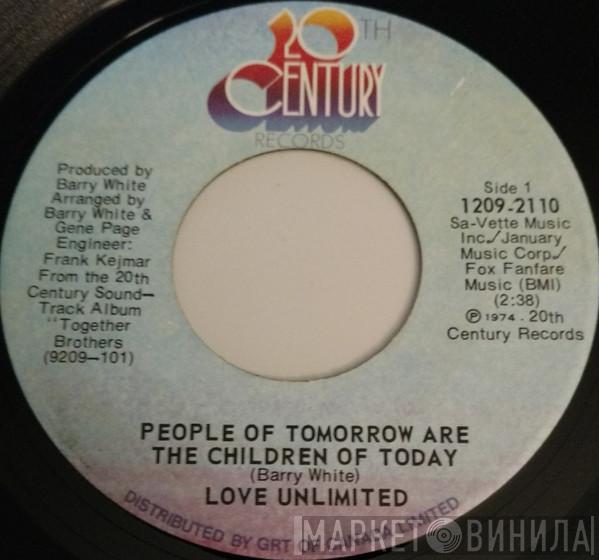 20TH
CENTURY
RECORDS
Produced by
Barry White
Arranged by
Barry White &
Gene Page
Engineer:
Frank Kejmar
From the 20th
Century Sound—
Track Album
"Together
Brothers
(9209—101)
Side 1
1209-2110
Sa-Vette Music
Inc./January
Music Corp./
Fox Fanfare
Music (BMI)
(2:38)
℗ 1974 - 20th
Century Records
PEOPLE OF TOMORROW ARE
THE CHILDREN OF TODAY
(Barry White)
LOVE UNLIMITED
DISTRIBUTED BY GRT OF CANADA LIMITED
МАРКЕТ ВИНИЛА!